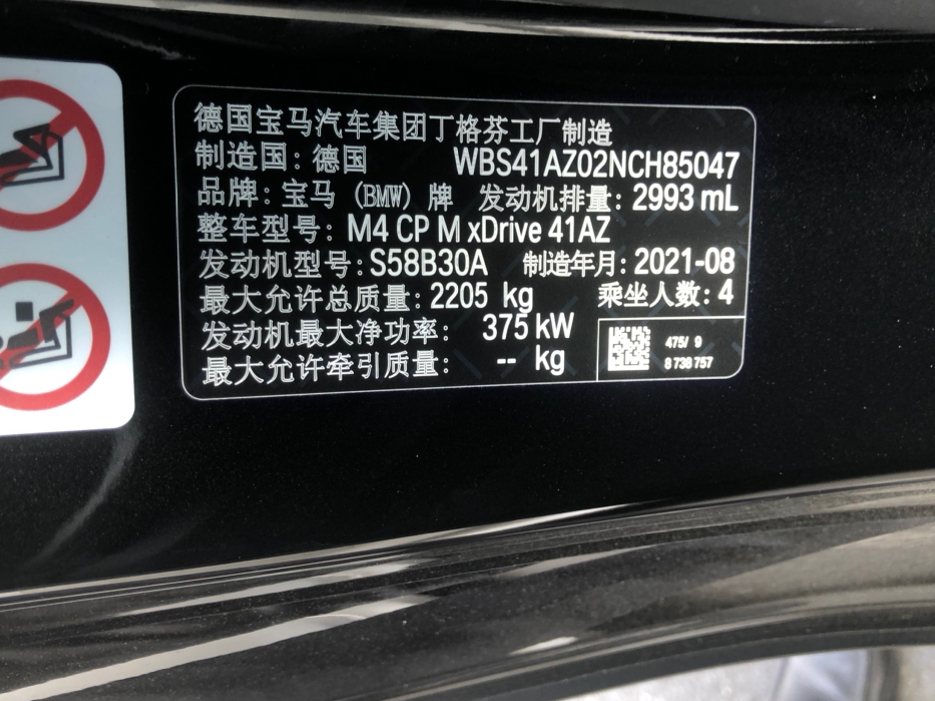 德国宝马汽车集团丁格芬工厂制造
制造国：德国 WBS41AZ02NCH85047
品牌：宝马（BMW）牌 发动机排量：2993 mL
整车型号：M4 CP M xDrive 41AZ
发动机型号：S58B30A 制造年月：2021-08
最大允许总质量：2205 kg 乘坐人数：4
发动机最大净功率： 375 kW
最大允许牵引质量： -- kg
475/ 9
8 738 757